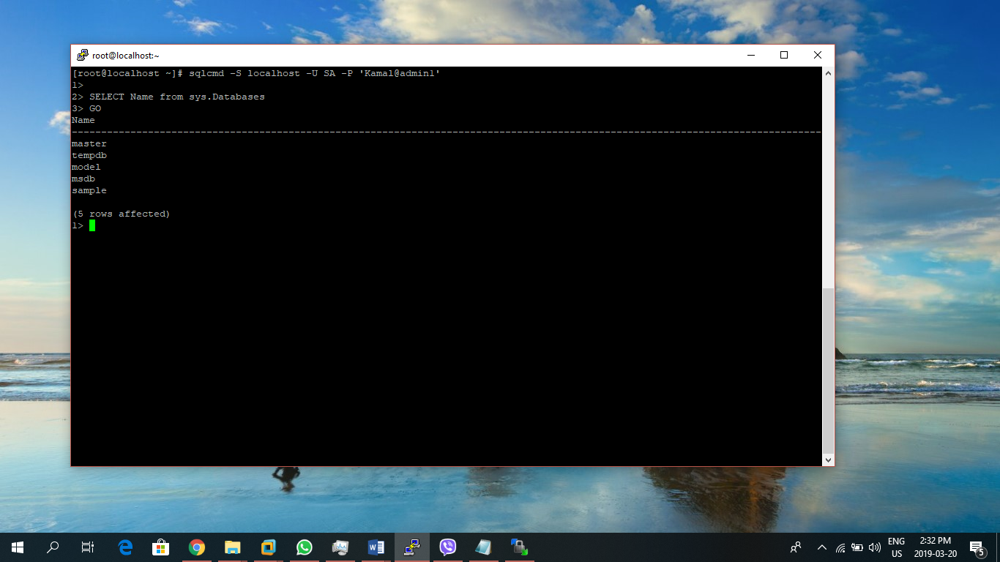 root@localhost:~
[root@localhost ~]# sqlcmd -S localhost -U SA -P 'Kamal@admin1'
1>
2> SELECT Name from sys.Databases
3> GO
Name
--------------------------------------------------------------------------------------------------------------------------------
master
tempdb
model
msdb
sample
(5 rows affected)
1>
ENG
US
2:32 PM
2019-03-20
5